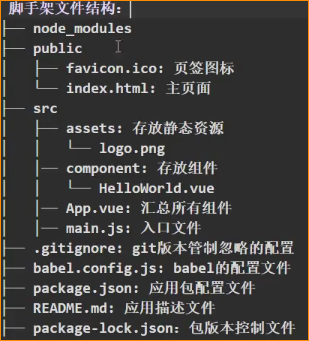 脚手架文件结构：
├── node_modules
├── public
│   ├── favicon.ico: 页签图标
│   └── index.html: 主页面
├── src
│   ├── assets: 存放静态资源
│   │   └── logo.png
│   │── component: 存放组件
│   │   └── HelloWorld.vue
│   │── App.vue: 汇总所有组件
│   │── main.js: 入口文件
├── .gitignore: git版本管制忽略的配置
├── babel.config.js: babel的配置文件
├── package.json: 应用包配置文件
├── README.md: 应用描述文件
├── package-lock.json: 包版本控制文件